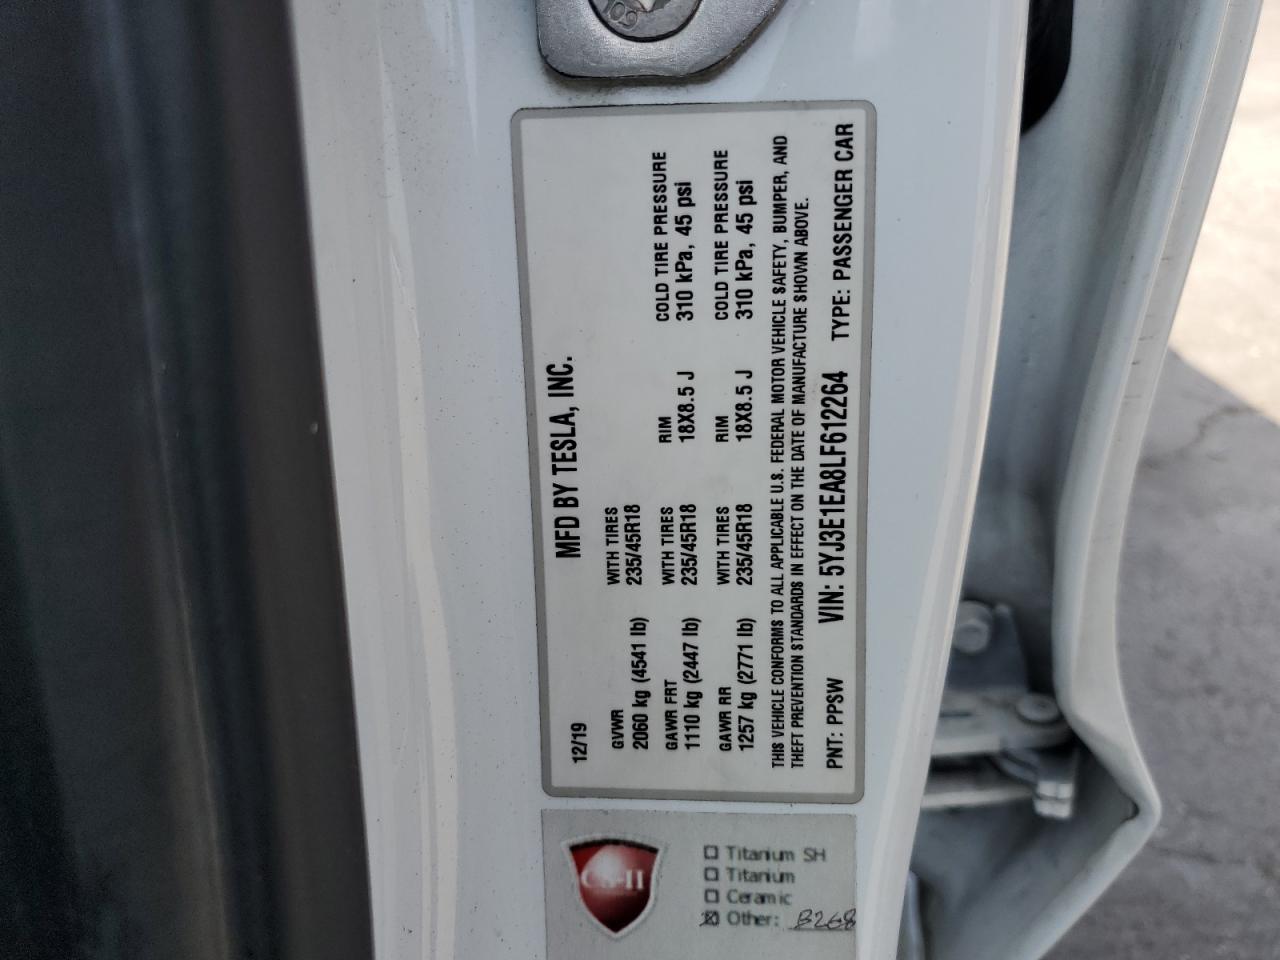 MFD BY TESLA, INC.
12/19
GVWR WITH TIRES
2060 kg (4541 lb) 235/45R18
GAWR FRT WITH TIRES RIM COLD TIRE PRESSURE
1110 kg (2447 lb) 235/45R18 18X8.5 J 310 kPa, 45 psi
GAWR RR WITH TIRES RIM COLD TIRE PRESSURE
1257 kg (2771 lb) 235/45R18 18X8.5 J 310 kPa, 45 psi
THIS VEHICLE CONFORMS TO ALL APPLICABLE U.S. FEDERAL MOTOR VEHICLE SAFETY, BUMPER, AND
THEFT PREVENTION STANDARDS IN EFFECT ON THE DATE OF MANUFACTURE SHOWN ABOVE.
PNT: PPSW VIN: 5YJ3E1EA8LF612264 TYPE: PASSENGER CAR
Titanium SH
Titanium
Ceramic
Other: B268